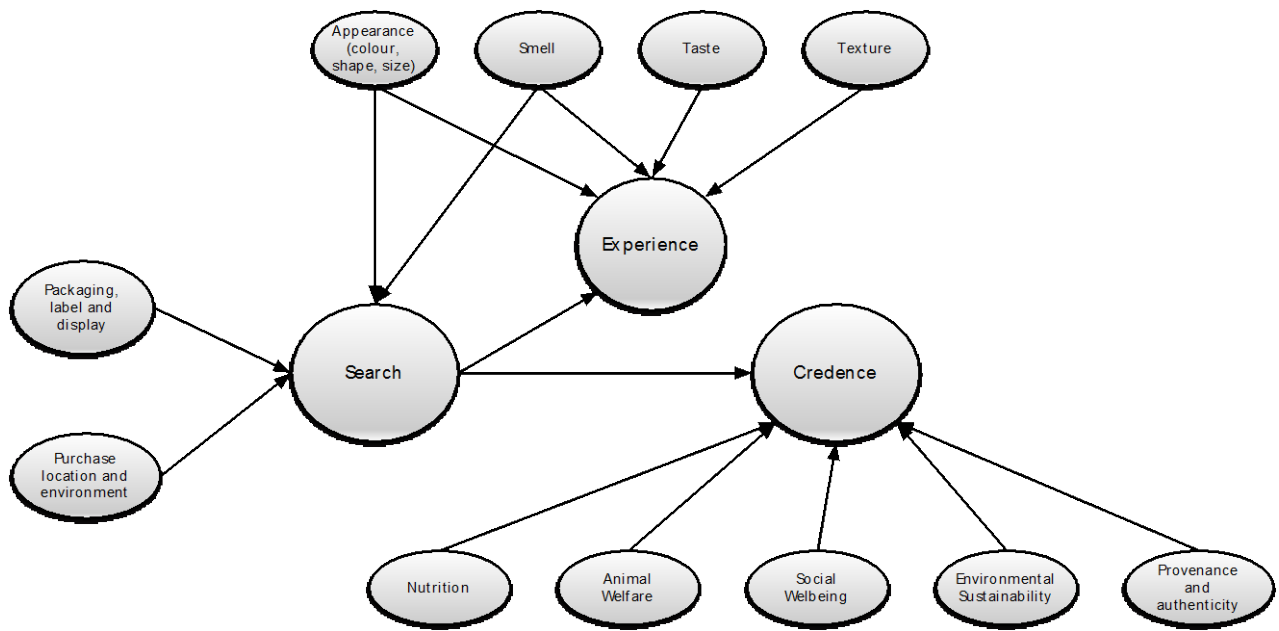 Appearance
(colour,
shape, size)
Smell
Taste
Texture
Experience
Packaging,
label and
display
Search
Credence
Purchase
location and
environment
Nutrition
Animal
Welfare
Social
Welbeing
Environmental
Sustainability
Provenance
and
authenticity